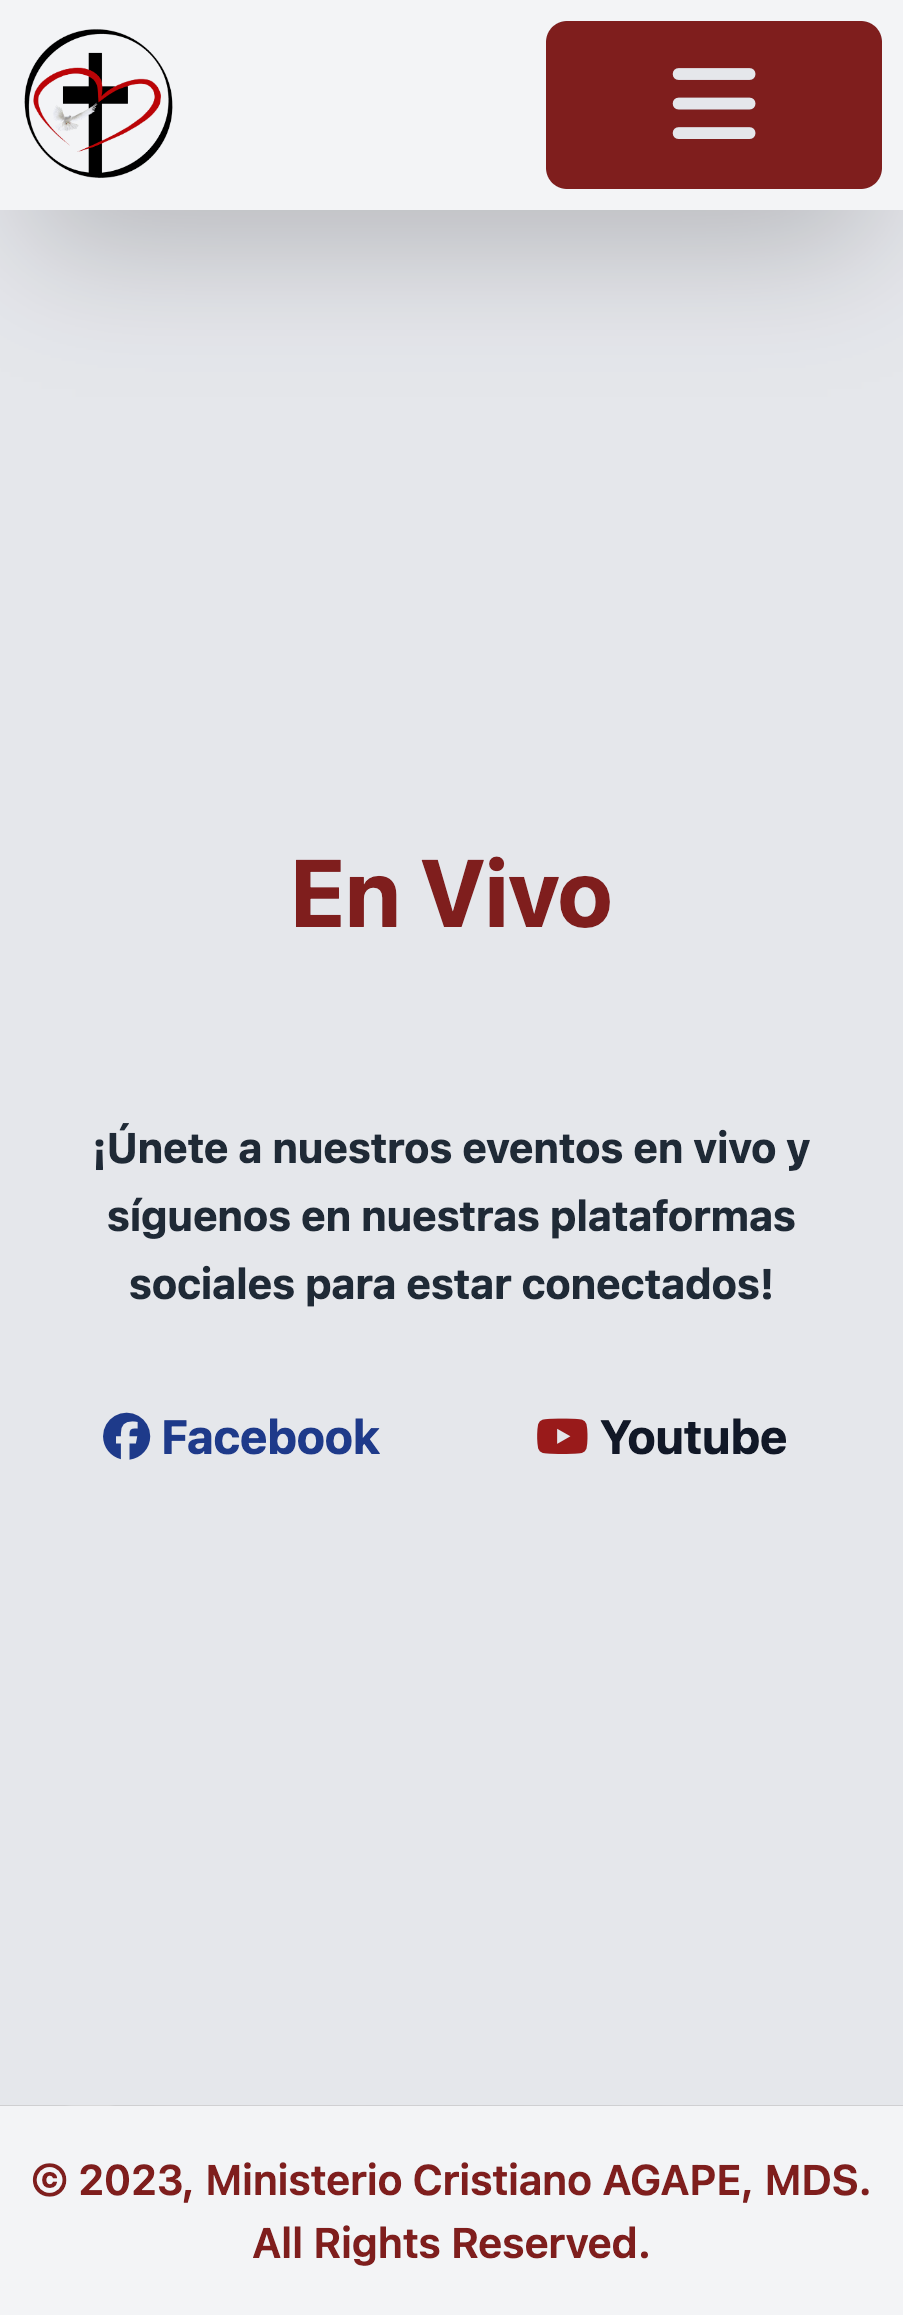 En Vivo
¡Únete a nuestros eventos en vivo y
síguenos en nuestras plataformas
sociales para estar conectados!
Facebook
Youtube
© 2023, Ministerio Cristiano AGAPE, MDS.
All Rights Reserved.